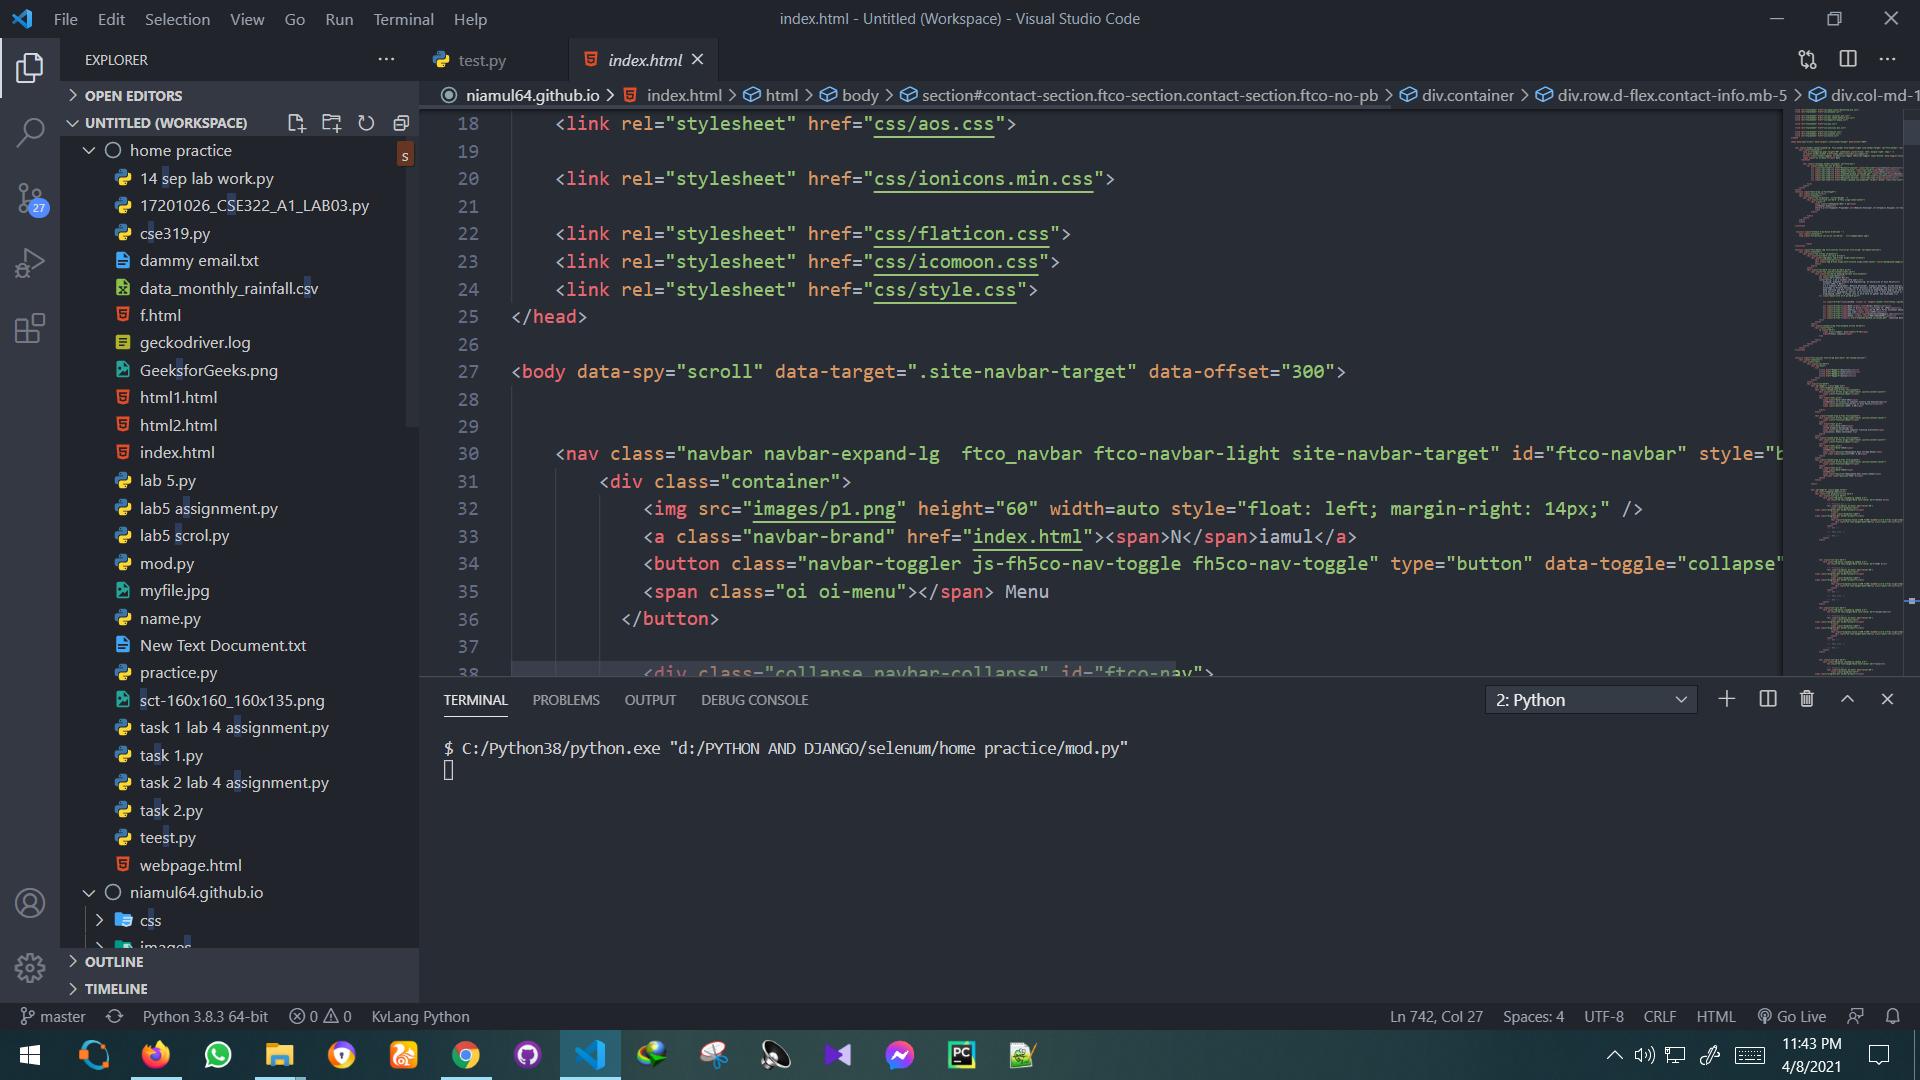 File Edit Selection View Go Run Terminal Help
index.html - Untitled (Workspace) - Visual Studio Code
EXPLORER
test.py
index.html
OPEN EDITORS
niamul64.github.io > index.html > html > body > section#contact-section.ftco-section.contact-section.ftco-no-pb > div.container > div.row.d-flex.contact-info.mb-5 > div.col-md-1
UNTITLED (WORKSPACE)
home practice
s
14 sep lab work.py
17201026_CSE322_A1_LAB03.py
cse319.py
dammy email.txt
data_monthly_rainfall.csv
f.html
geckodriver.log
GeeksforGeeks.png
html1.html
html2.html
index.html
lab 5.py
lab5 assignment.py
lab5 scrol.py
mod.py
myfile.jpg
name.py
New Text Document.txt
practice.py
sct-160x160_160x135.png
task 1 lab 4 assignment.py
task 1.py
task 2 lab 4 assignment.py
task 2.py
teest.py
webpage.html
niamul64.github.io
css
images
OUTLINE
TIMELINE
27
18 <link rel="stylesheet" href="css/aos.css">
19
20 <link rel="stylesheet" href="css/ionicons.min.css">
21
22 <link rel="stylesheet" href="css/flaticon.css">
23 <link rel="stylesheet" href="css/icomoon.css">
24 <link rel="stylesheet" href="css/style.css">
25 </head>
26
27 <body data-spy="scroll" data-target=".site-navbar-target" data-offset="300">
28
29
30 <nav class="navbar navbar-expand-lg  ftco_navbar ftco-navbar-light site-navbar-target" id="ftco-navbar" style="b
31 <div class="container">
32 <img src="images/p1.png" height="60" width=auto style="float: left; margin-right: 14px;" />
33 <a class="navbar-brand" href="index.html"><span>N</span>iamul</a>
34 <button class="navbar-toggler js-fh5co-nav-toggle fh5co-nav-toggle" type="button" data-toggle="collapse"
35 <span class="oi oi-menu"></span> Menu
36 </button>
37
38 <div class="collapse navbar-collapse" id="ftco-nav">
TERMINAL PROBLEMS OUTPUT DEBUG CONSOLE
2: Python
$ C:/Python38/python.exe "d:/PYTHON AND DJANGO/selenum/home practice/mod.py"
master Python 3.8.3 64-bit 0 0 KvLang Python
Ln 742, Col 27 Spaces: 4 UTF-8 CRLF HTML Go Live
PC
11:43 PM
4/8/2021